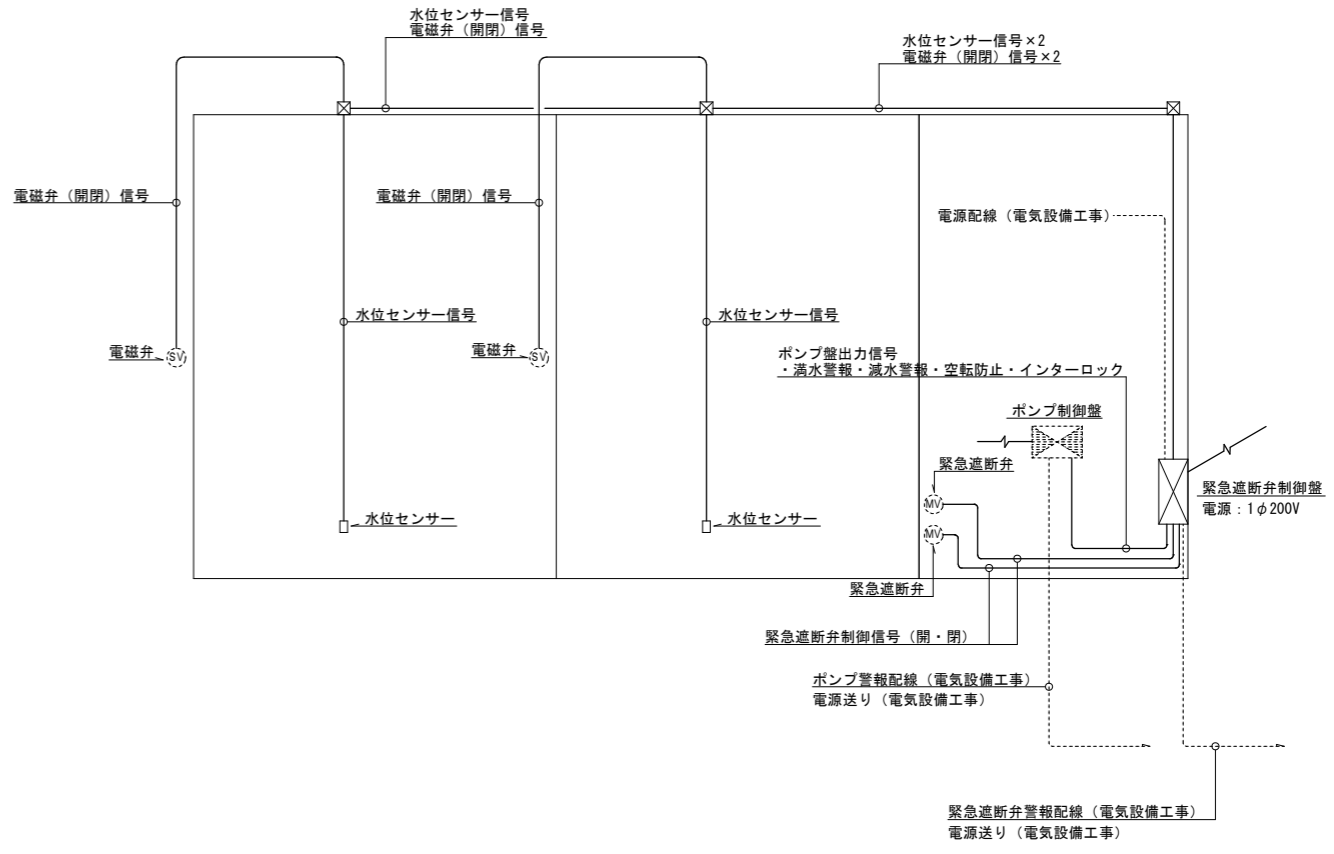 水位センサー信号
電磁弁（開閉）信号
水位センサー信号×2
電磁弁（開閉）信号×2
電磁弁（開閉）信号
電磁弁（開閉）信号
電源配線（電気設備工事）
水位センサー信号
水位センサー信号
電磁弁
SV
電磁弁
SV
ポンプ盤出力信号
・満水警報・減水警報・空転防止・インターロック
ポンプ制御盤
緊急遮断弁
MV
緊急遮断弁制御盤
電源：1φ200V
水位センサー
水位センサー
MV
緊急遮断弁
緊急遮断弁制御信号（開・閉）
ポンプ警報配線（電気設備工事）
電源送り（電気設備工事）
緊急遮断弁警報配線（電気設備工事）
電源送り（電気設備工事）